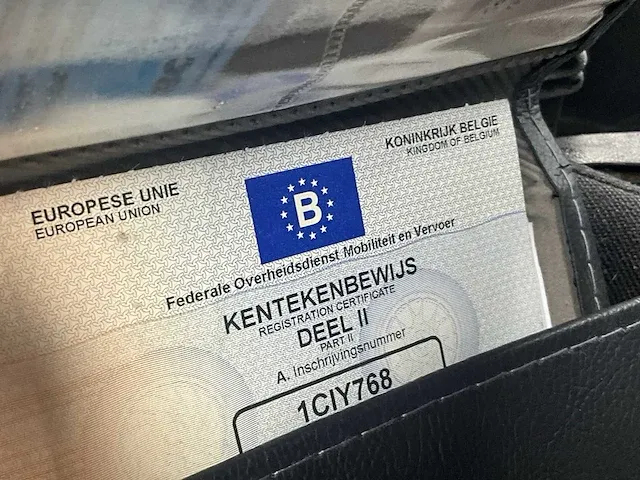 KONINKRIJK BELGIE
KINGDOM OF BELGIUM
EUROPESE UNIE
EUROPEAN UNION
B
Federale Overheidsdienst Mobiliteit en Vervoer
KENTEKENBEWIJS
REGISTRATION CERTIFICATE
DEEL II
PART II
A. Inschrijvingsnummer
1CIY768